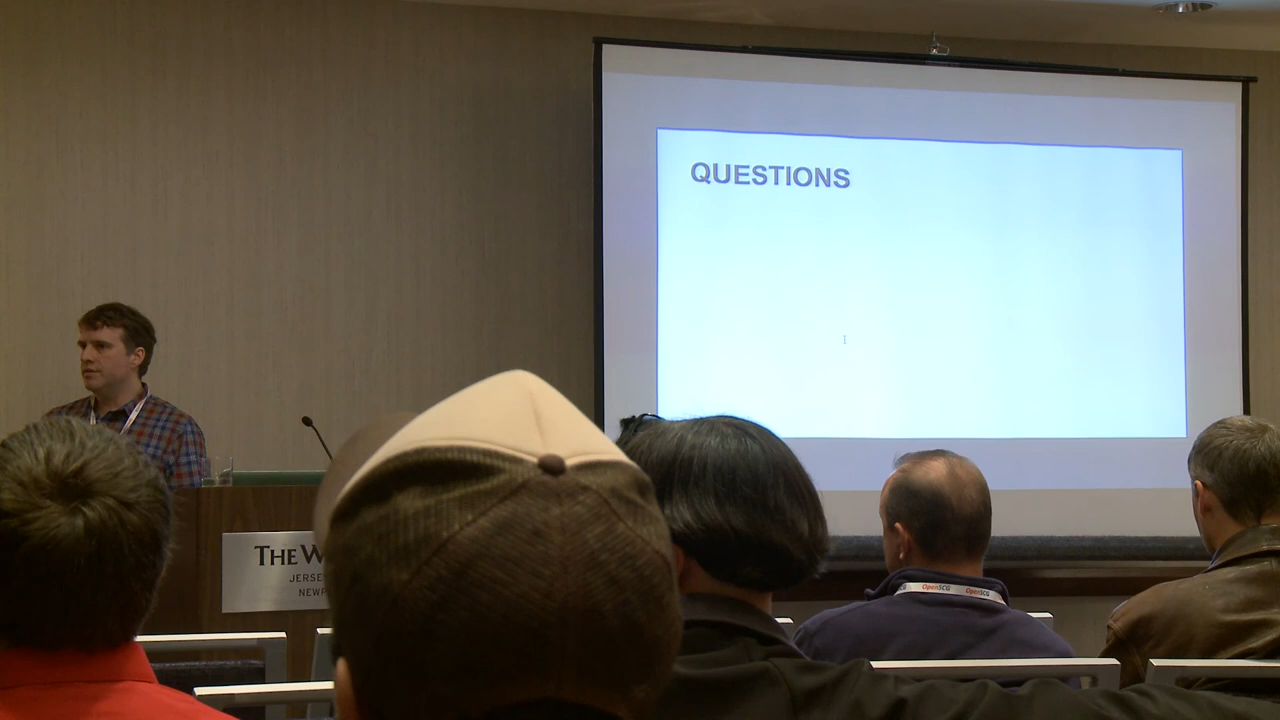 QUESTIONS
THE W
JERSE
NEWP
OpenSCG OpenSCG